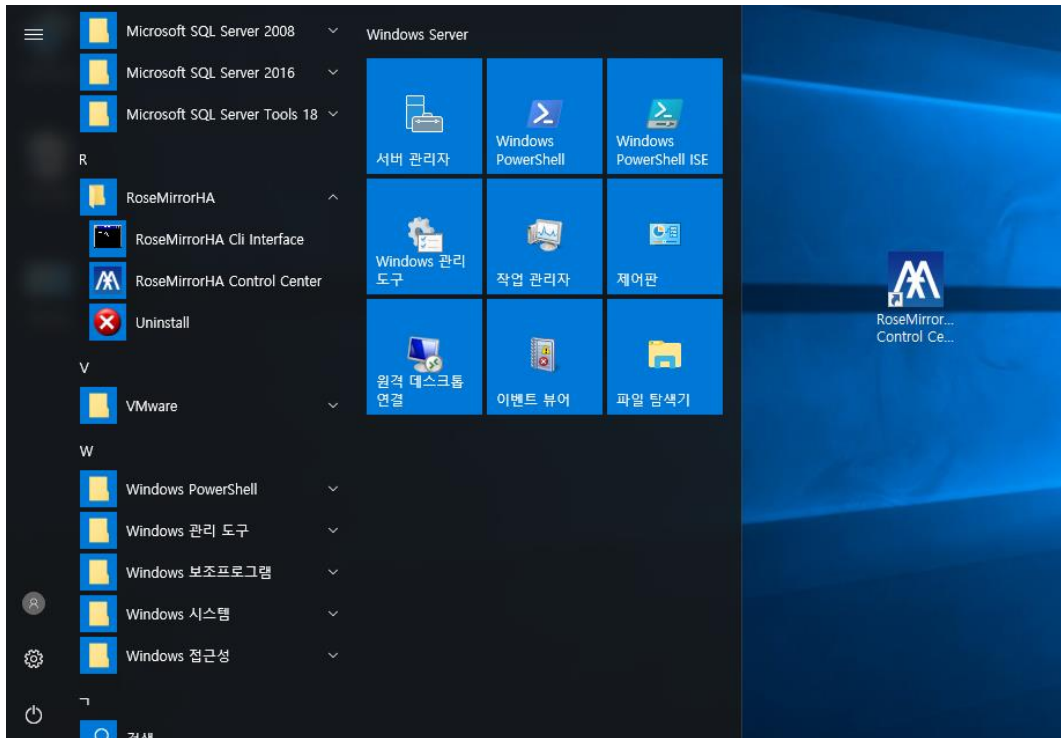 Microsoft SQL Server 2008
Microsoft SQL Server 2016
Microsoft SQL Server Tools 18
R
RoseMirrorHA
RoseMirrorHA Cli Interface
RoseMirrorHA Control Center
Uninstall
V
VMware
W
Windows PowerShell
Windows 관리 도구
Windows 보조프로그램
Windows 시스템
Windows 접근성
ㄱ
검색
Windows Server
서버 관리자
Windows
PowerShell
Windows
PowerShell ISE
Windows 관리
도구
작업 관리자
제어판
원격 데스크톱
연결
이벤트 뷰어
파일 탐색기
RoseMirror...
Control Ce...